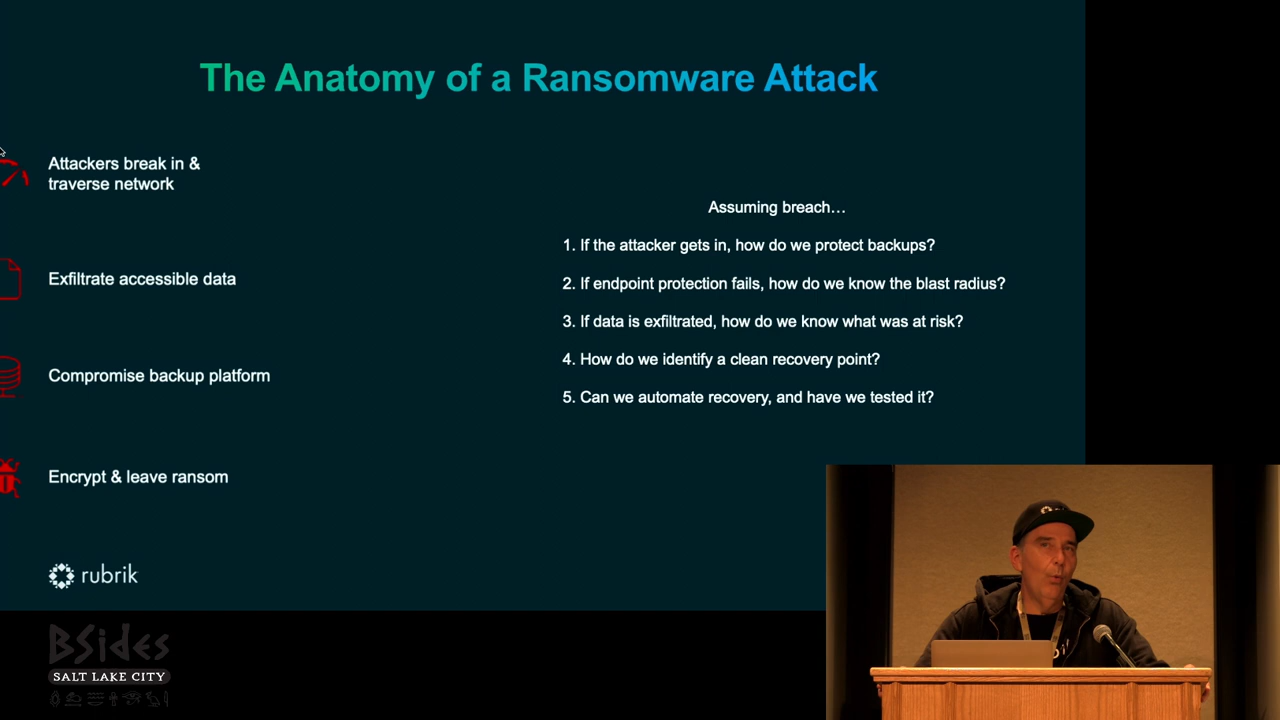 The Anatomy of a Ransomware Attack
Attackers break in &
traverse network
Exfiltrate accessible data
Compromise backup platform
Encrypt & leave ransom
Assuming breach…
1. If the attacker gets in, how do we protect backups?
2. If endpoint protection fails, how do we know the blast radius?
3. If data is exfiltrated, how do we know what was at risk?
4. How do we identify a clean recovery point?
5. Can we automate recovery, and have we tested it?
rubrik
BSides
SALT LAKE CITY